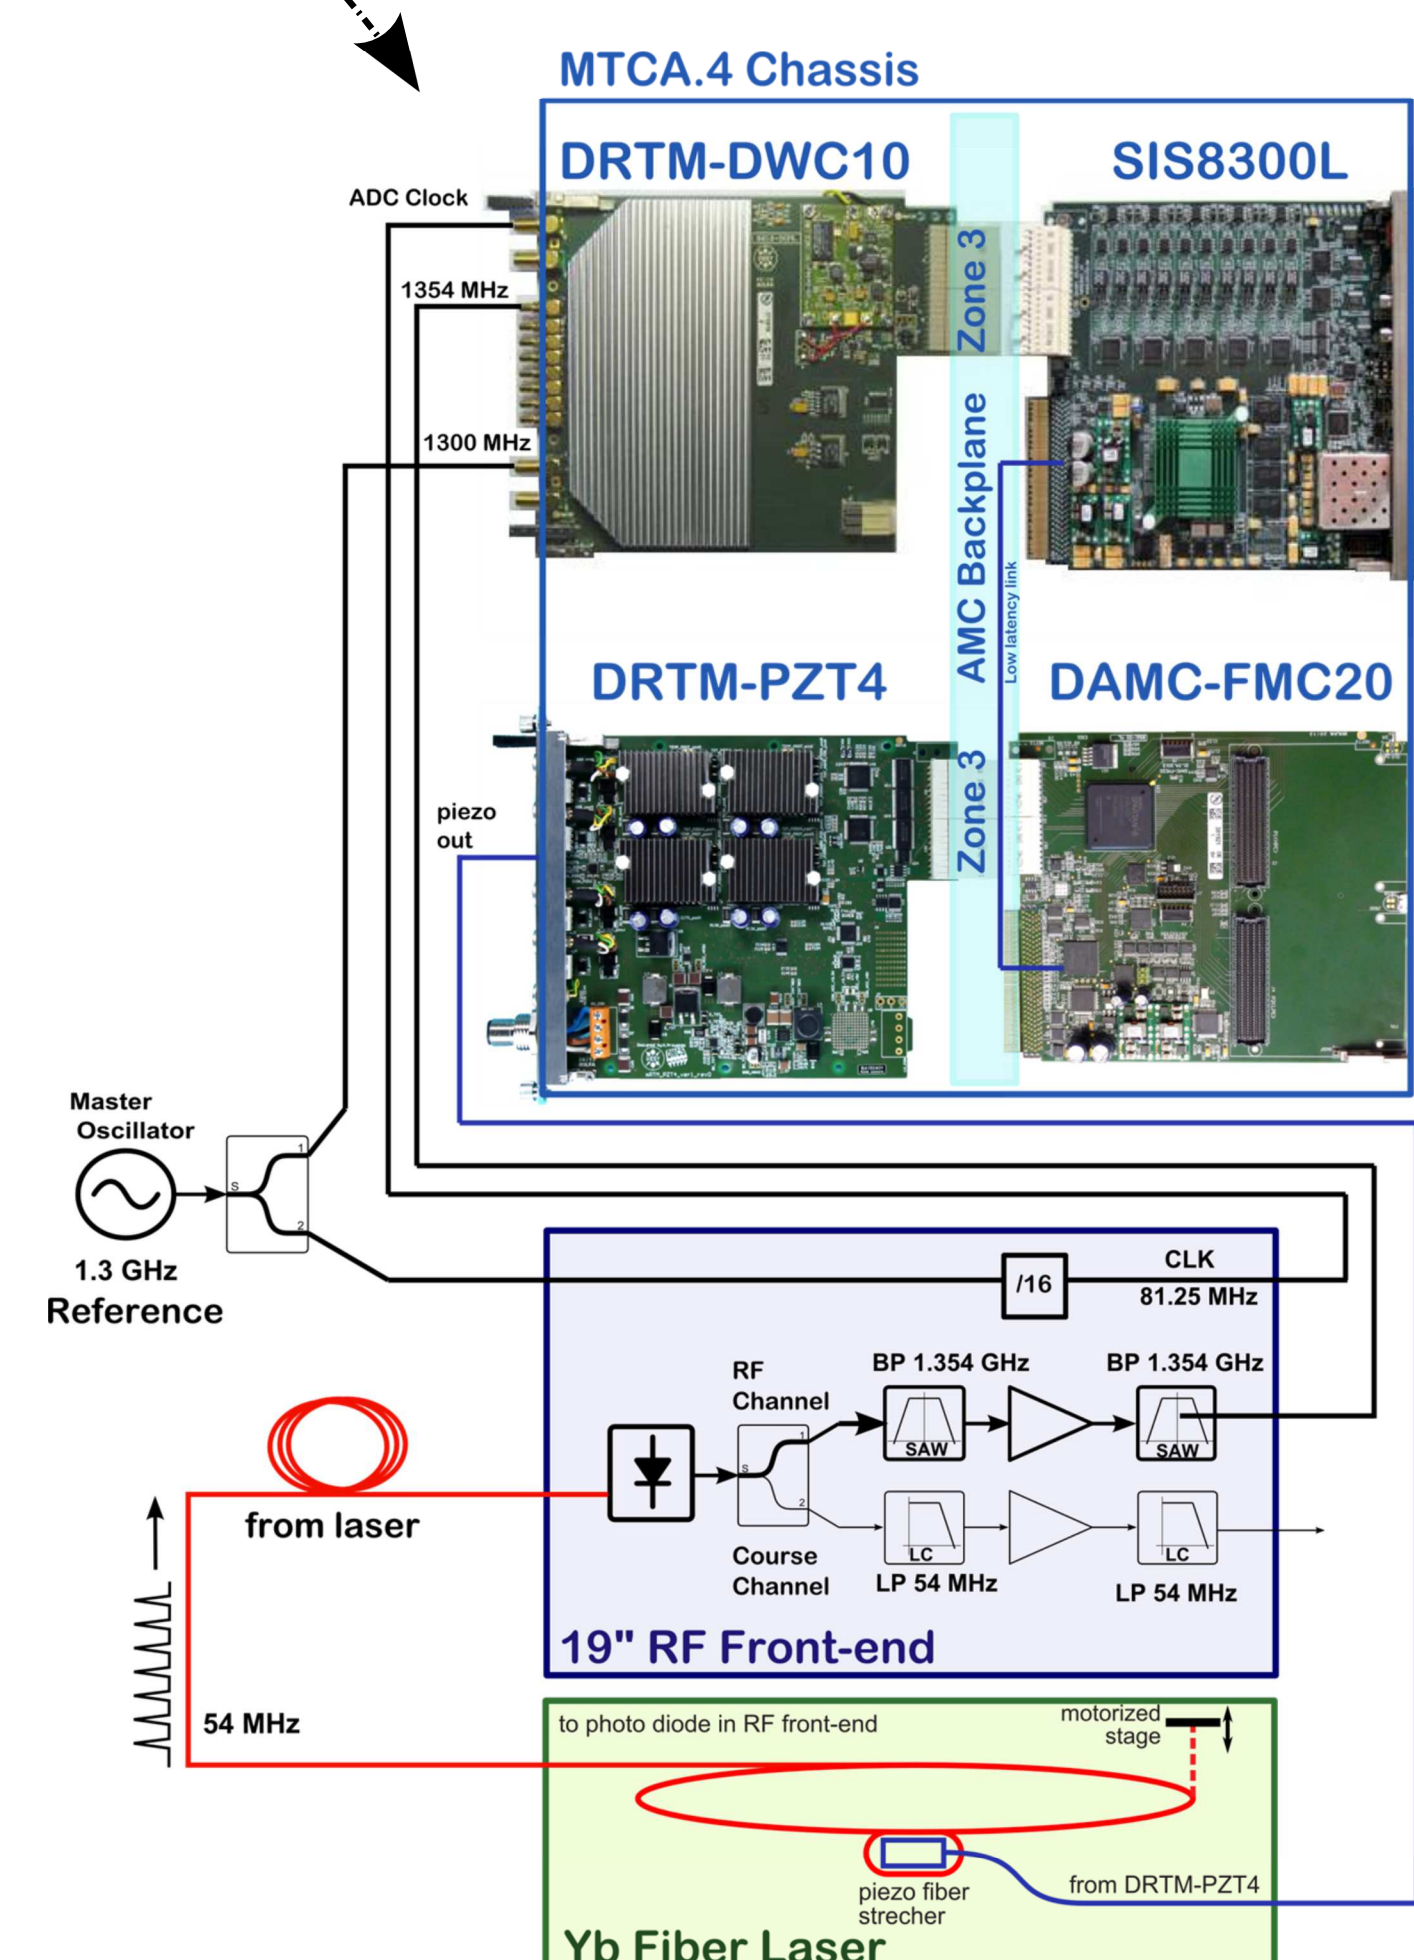 MTCA.4 Chassis
DRTM-DWC10
SIS8300L
ADC Clock
1354 MHz
1300 MHz
Zone 3
AMC Backplane
Low latency link
DRTM-PZT4
DAMC-FMC20
Zone 3
piezo
out
Master
Oscillator
S
1
2
1.3 GHz
Reference
/16
CLK
81.25 MHz
RF
Channel
BP 1.354 GHz
BP 1.354 GHz
S
1
2
SAW
SAW
from laser
Course
Channel
LC
LC
LP 54 MHz
LP 54 MHz
19" RF Front-end
54 MHz
to photo diode in RF front-end
motorized
stage
piezo fiber
strecher
from DRTM-PZT4
Yb Fiber Laser